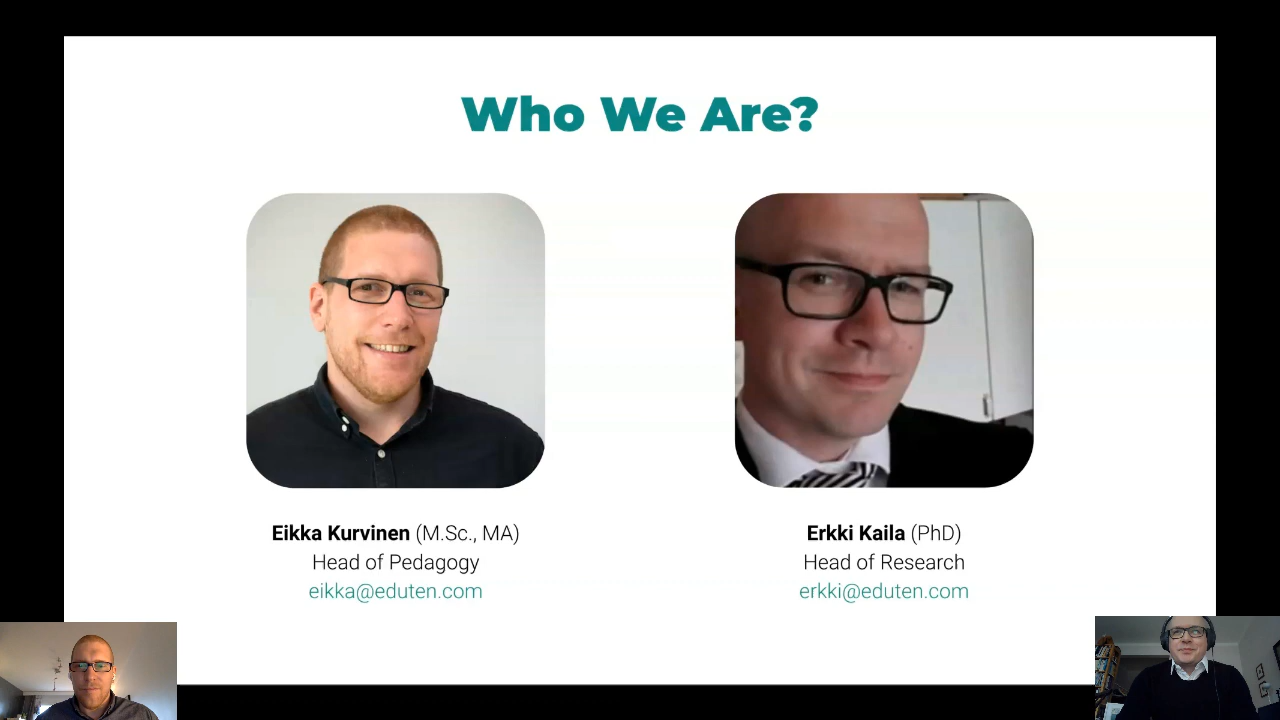 Who We Are?
Eikka Kurvinen (M.Sc., MA)
Head of Pedagogy
eikka@eduten.com
Erkki Kaila (PhD)
Head of Research
erkki@eduten.com